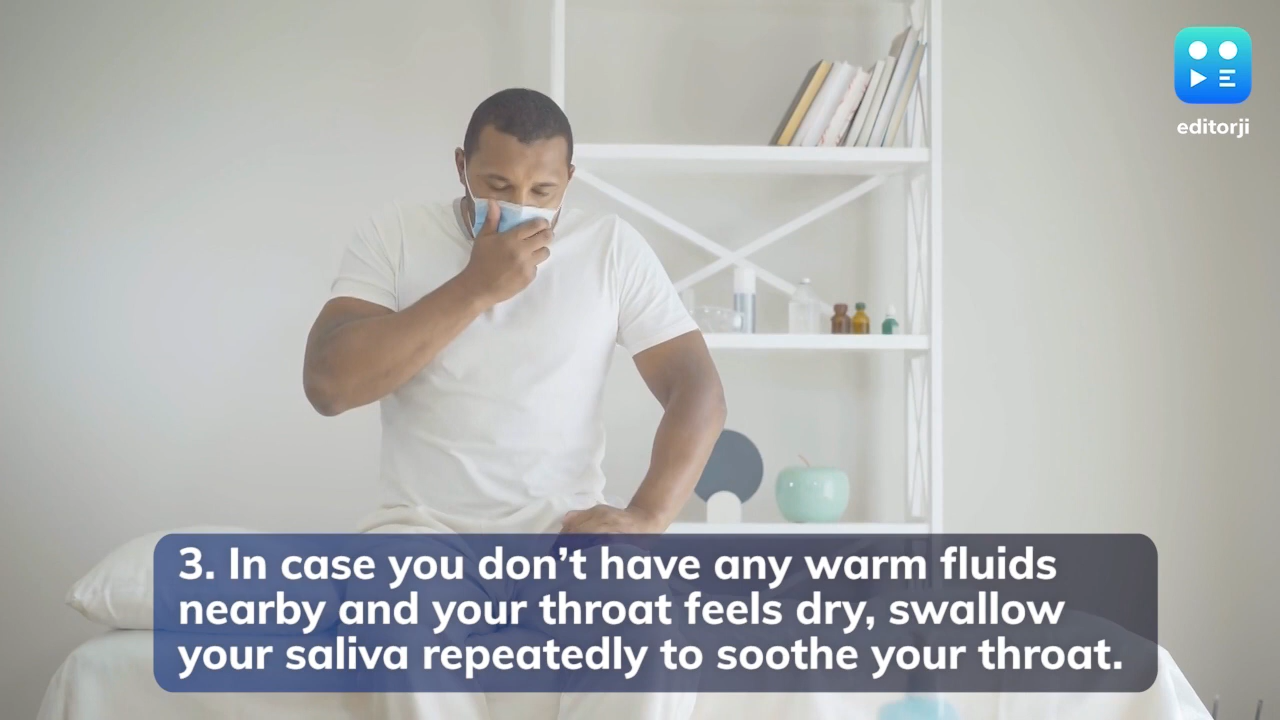 editorji
3. In case you don’t have any warm fluids
nearby and your throat feels dry, swallow
your saliva repeatedly to soothe your throat.